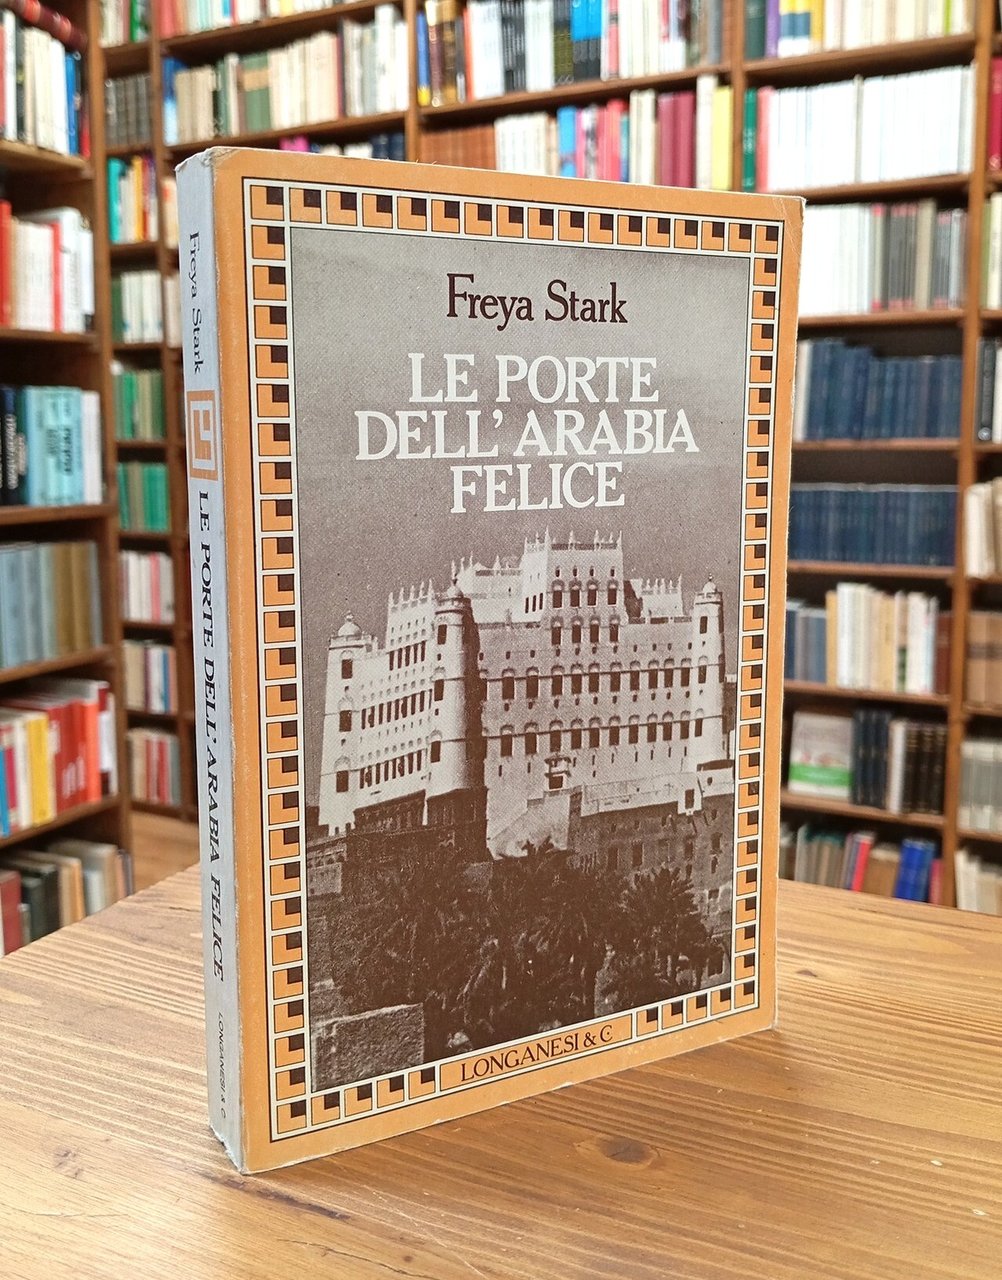 Freya Stark
LE PORTE
DELL'ARABIA
FELICE
LONGANESI & C.
Freya Stark
LE PORTE DELL'ARABIA FELICE
LONGANESI & C